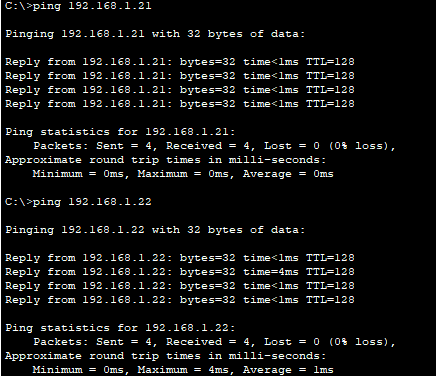 C:\>ping 192.168.1.21
Pinging 192.168.1.21 with 32 bytes of data:
Reply from 192.168.1.21: bytes=32 time<1ms TTL=128
Reply from 192.168.1.21: bytes=32 time<1ms TTL=128
Reply from 192.168.1.21: bytes=32 time<1ms TTL=128
Reply from 192.168.1.21: bytes=32 time<1ms TTL=128
Ping statistics for 192.168.1.21:
    Packets: Sent = 4, Received = 4, Lost = 0 (0% loss),
Approximate round trip times in milli-seconds:
    Minimum = 0ms, Maximum = 0ms, Average = 0ms
C:\>ping 192.168.1.22
Pinging 192.168.1.22 with 32 bytes of data:
Reply from 192.168.1.22: bytes=32 time<1ms TTL=128
Reply from 192.168.1.22: bytes=32 time=4ms TTL=128
Reply from 192.168.1.22: bytes=32 time<1ms TTL=128
Reply from 192.168.1.22: bytes=32 time<1ms TTL=128
Ping statistics for 192.168.1.22:
    Packets: Sent = 4, Received = 4, Lost = 0 (0% loss),
Approximate round trip times in milli-seconds:
    Minimum = 0ms, Maximum = 4ms, Average = 1ms